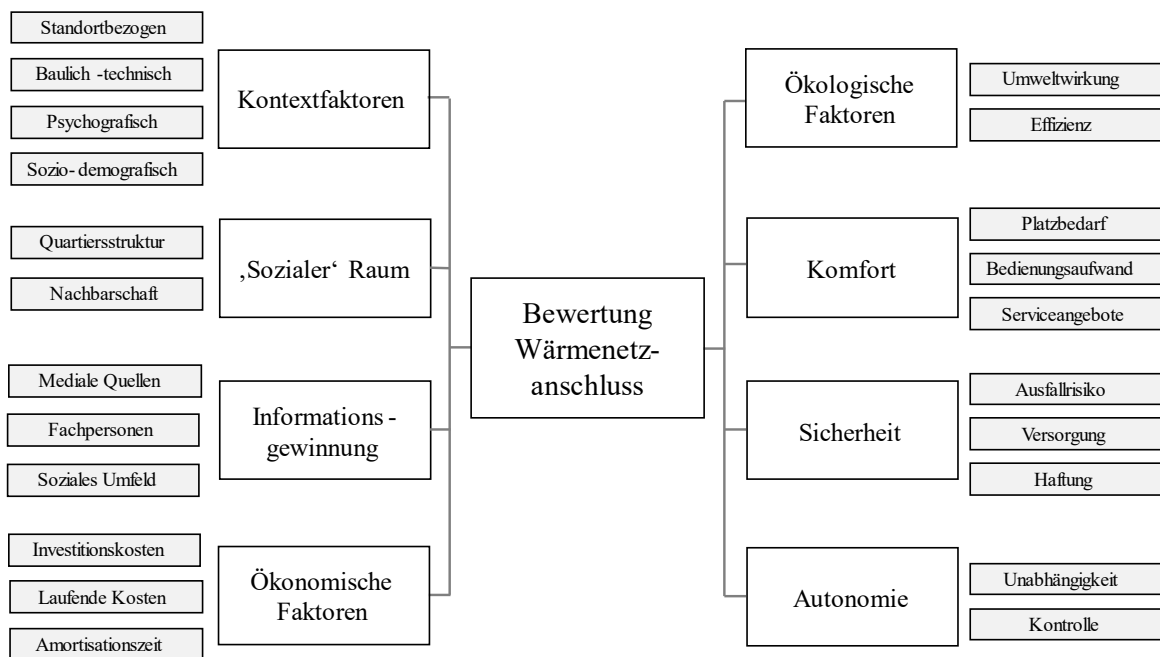 Standortbezogen
Baulich -technisch
Psychografisch
Sozio- demografisch
Kontextfaktoren
Quartiersstruktur
Nachbarschaft
‚Sozialer‘ Raum
Mediale Quellen
Fachpersonen
Soziales Umfeld
Informations -
gewinnung
Investitionskosten
Laufende Kosten
Amortisationszeit
Ökonomische
Faktoren
Bewertung
Wärmenetz-
anschluss
Ökologische
Faktoren
Umweltwirkung
Effizienz
Komfort
Platzbedarf
Bedienungsaufwand
Serviceangebote
Sicherheit
Ausfallrisiko
Versorgung
Haftung
Autonomie
Unabhängigkeit
Kontrolle